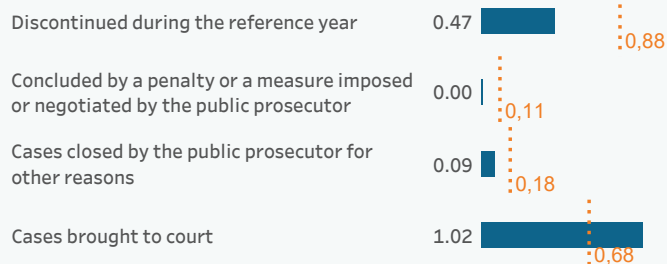 Discontinued during the reference year 0.47
0,88
Concluded by a penalty or a measure imposed
or negotiated by the public prosecutor 0.00
0,11
Cases closed by the public prosecutor for
other reasons 0.09
0,18
Cases brought to court 1.02
0,68